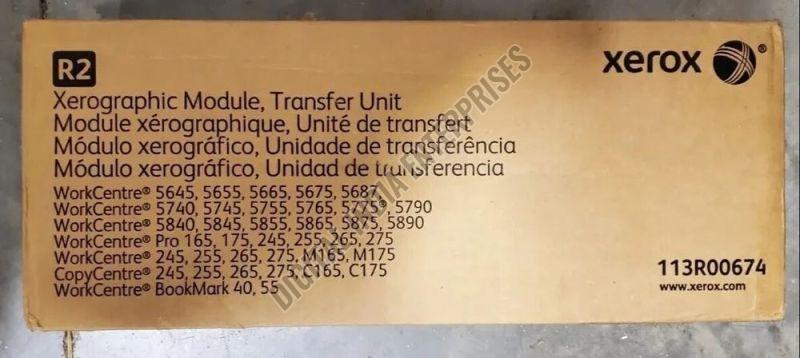 R2
xerox®
Xerographic Module, Transfer Unit
Module xérographique, Unité de transfert
Módulo xerográfico, Unidade de transferência
Módulo xerográfico, Unidad de transferencia
WorkCentre® 5645, 5655, 5665, 5675, 5687
WorkCentre® 5740, 5745, 5755, 5765, 5775, 5790
WorkCentre® 5840, 5845, 5855, 5865, 5875, 5890
WorkCentre® Pro 165, 175, 245, 255, 265, 275
WorkCentre® 245, 255, 265, 275, M165, M175
CopyCentre® 245, 255, 265, 275, C165, C175
WorkCentre® BookMark 40, 55
113R00674
www.xerox.com
ENTERPRISES